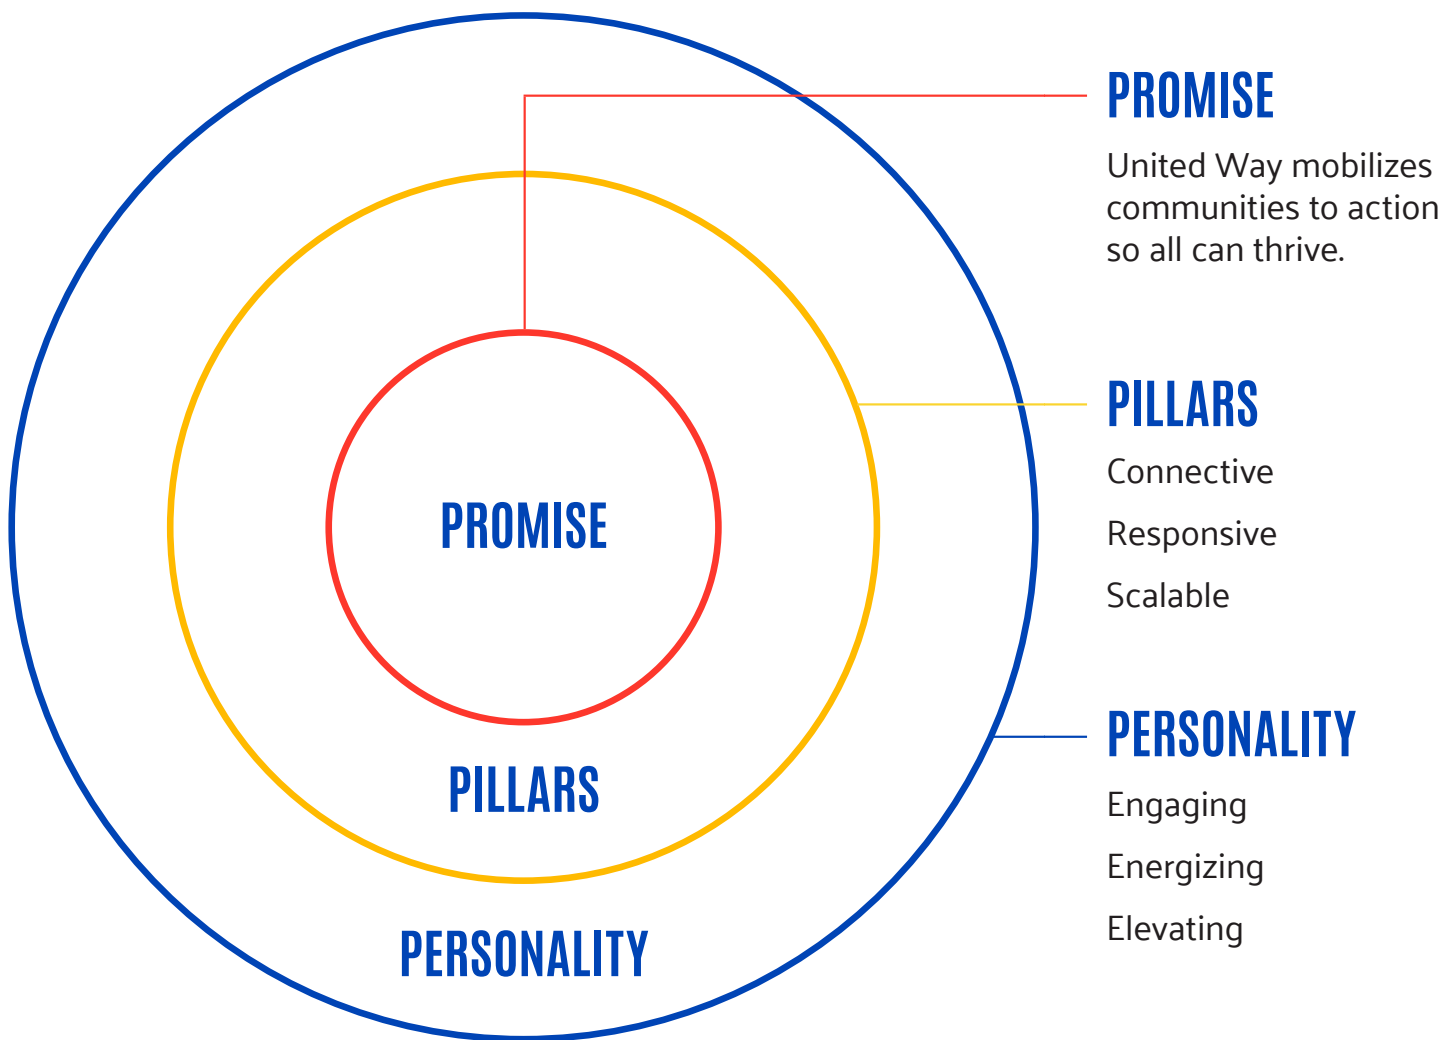 PROMISE
United Way mobilizes
communities to action
so all can thrive.
PILLARS
Connective
Responsive
Scalable
PERSONALITY
Engaging
Energizing
Elevating
PROMISE
PILLARS
PERSONALITY